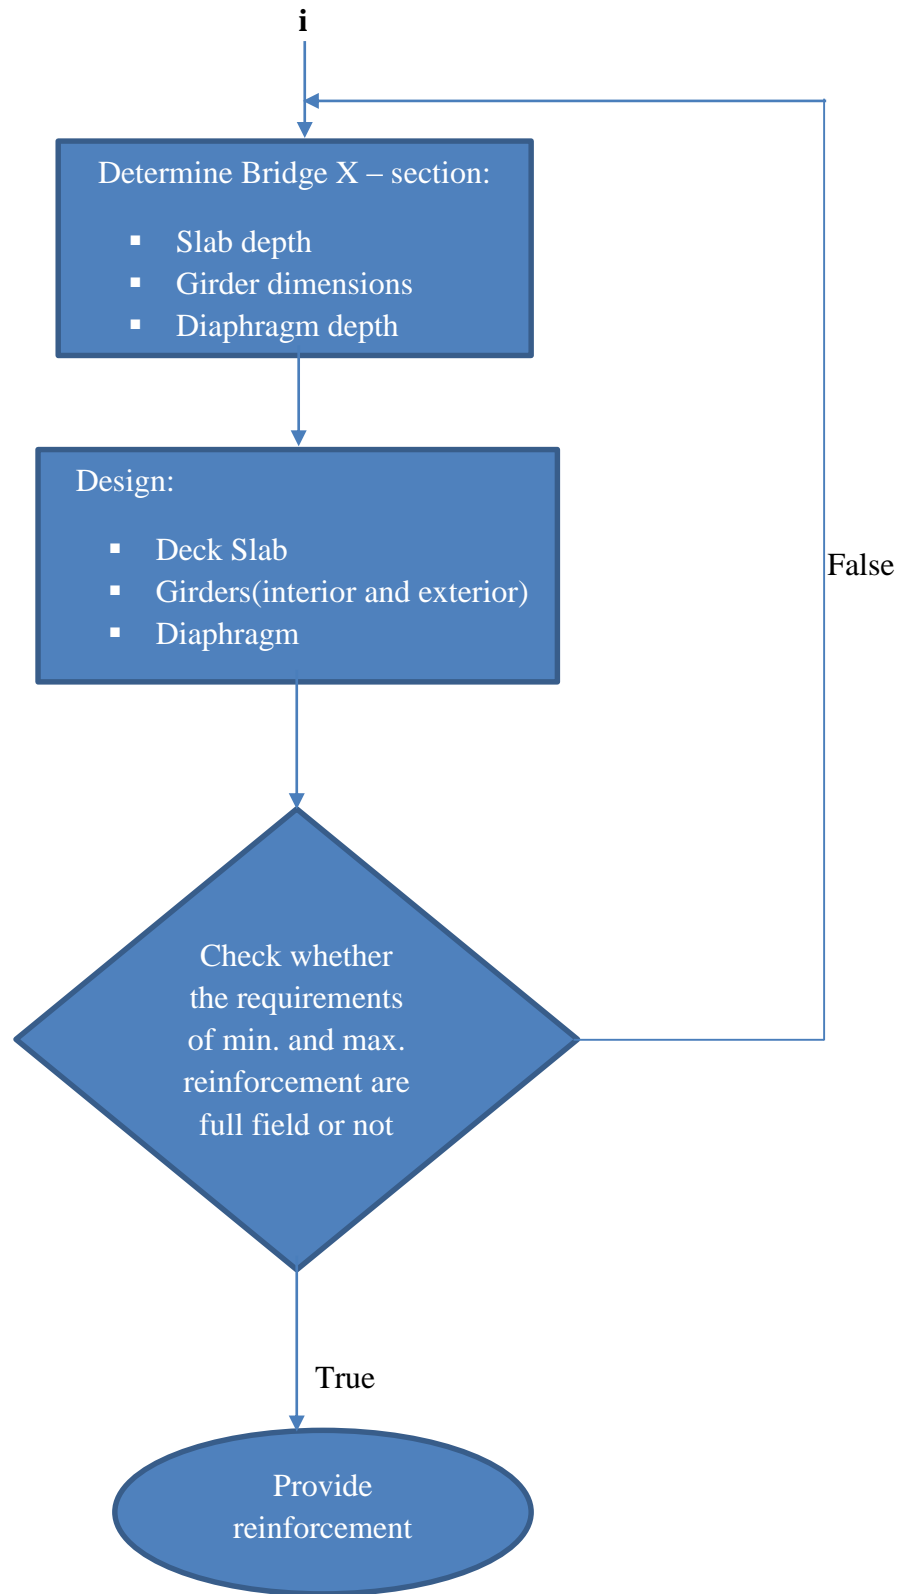 i
Determine Bridge X – section:
▪ Slab depth
▪ Girder dimensions
▪ Diaphragm depth
Design:
▪ Deck Slab
▪ Girders(interior and exterior)
▪ Diaphragm
False
Check whether
the requirements
of min. and max.
reinforcement are
full field or not
True
Provide
reinforcement